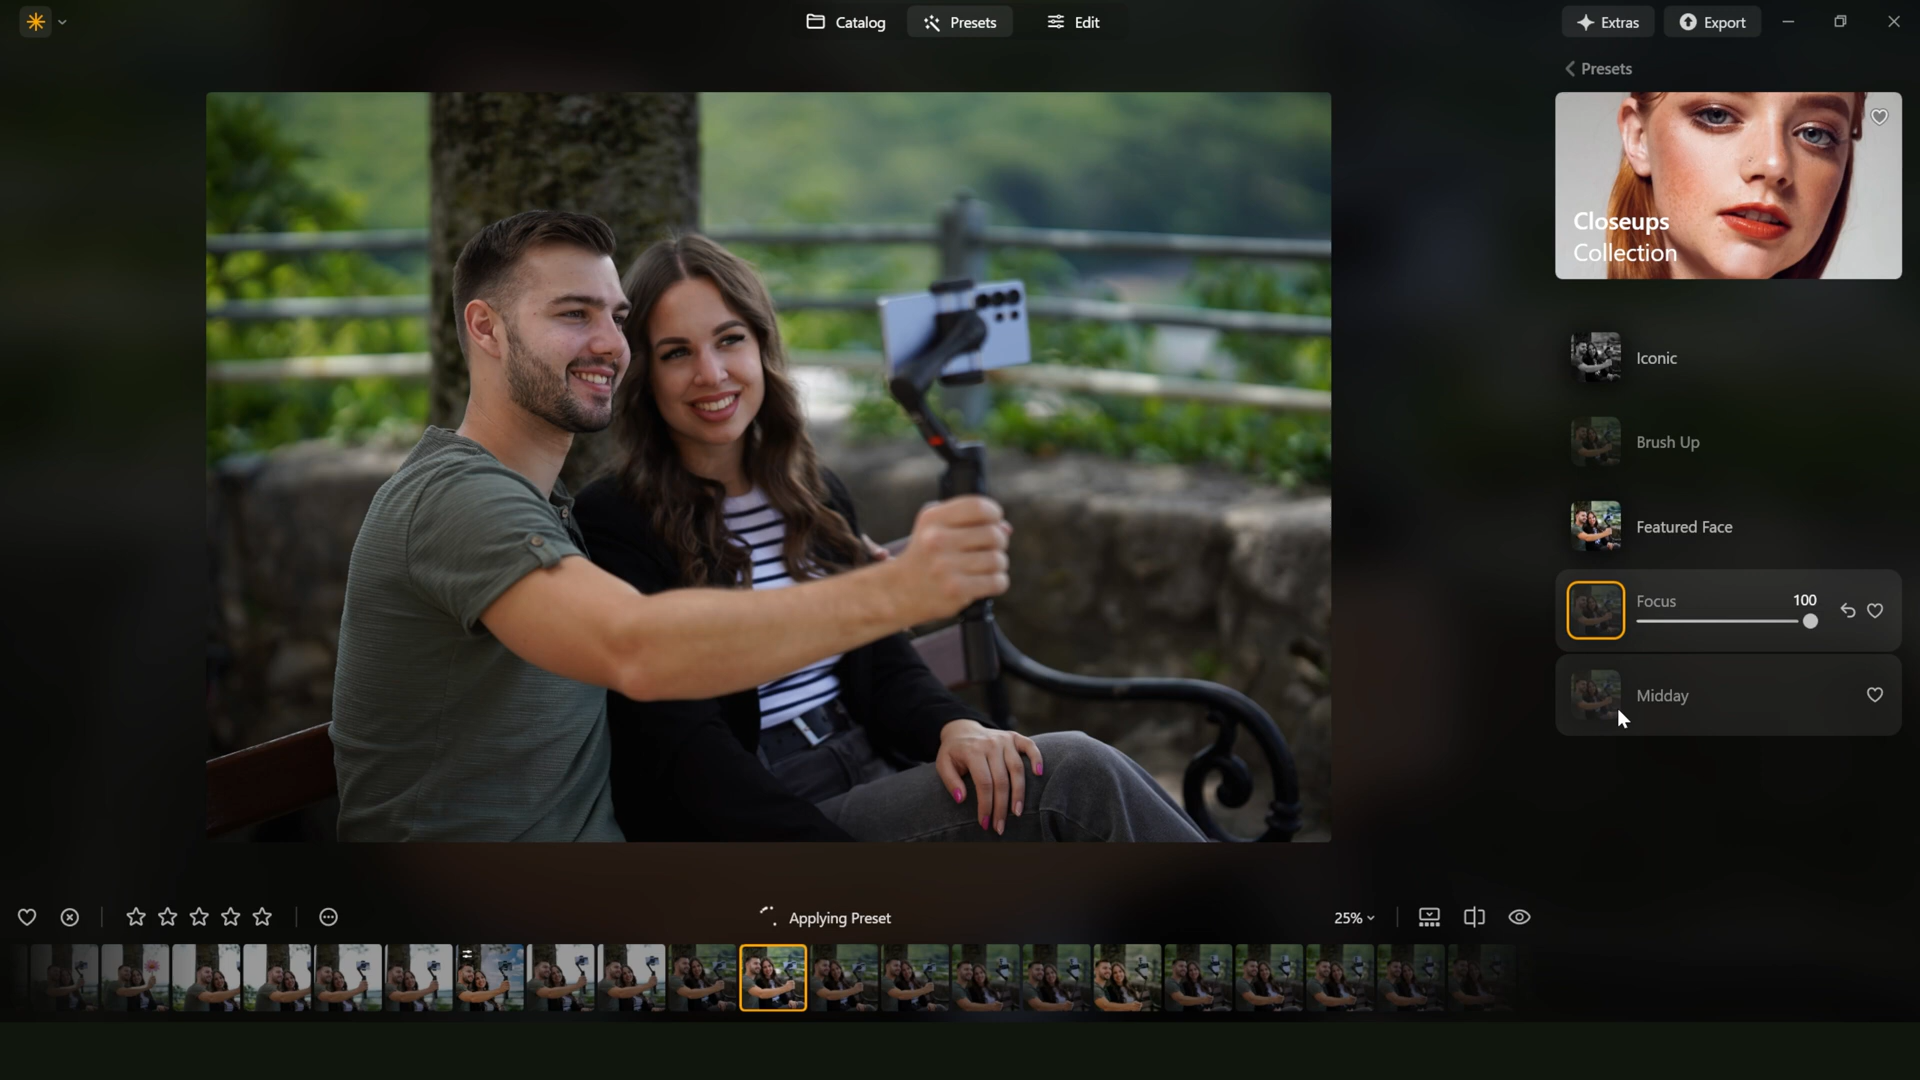 Catalog
Presets
Edit
Extras
Export
Presets
Closeups
Collection
Iconic
Brush Up
Featured Face
Focus
100
Midday
Applying Preset
25%